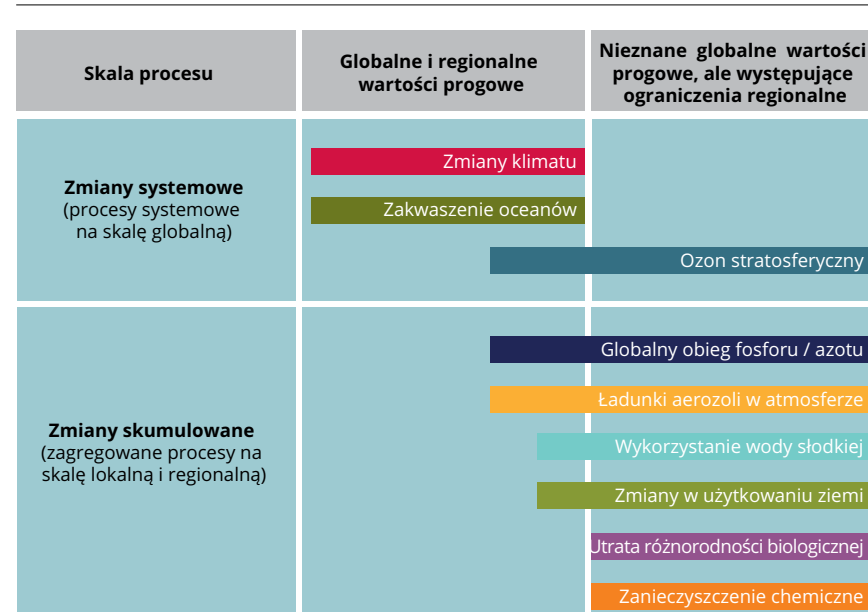 Skala procesu
Globalne i regionalne
wartości progowe
Nieznane globalne wartości
progowe, ale występujące
ograniczenia regionalne
Zmiany systemowe
(procesy systemowe
na skalę globalną)
Zmiany klimatu
Zakwaszenie oceanów
Ozon stratosferyczny
Zmiany skumulowane
(zagregowane procesy na
skalę lokalną i regionalną)
Globalny obieg fosforu / azotu
Ładunki aerozoli w atmosferze
Wykorzystanie wody słodkiej
Zmiany w użytkowaniu ziemi
Utrata różnorodności biologicznej
Zanieczyszczenie chemiczne